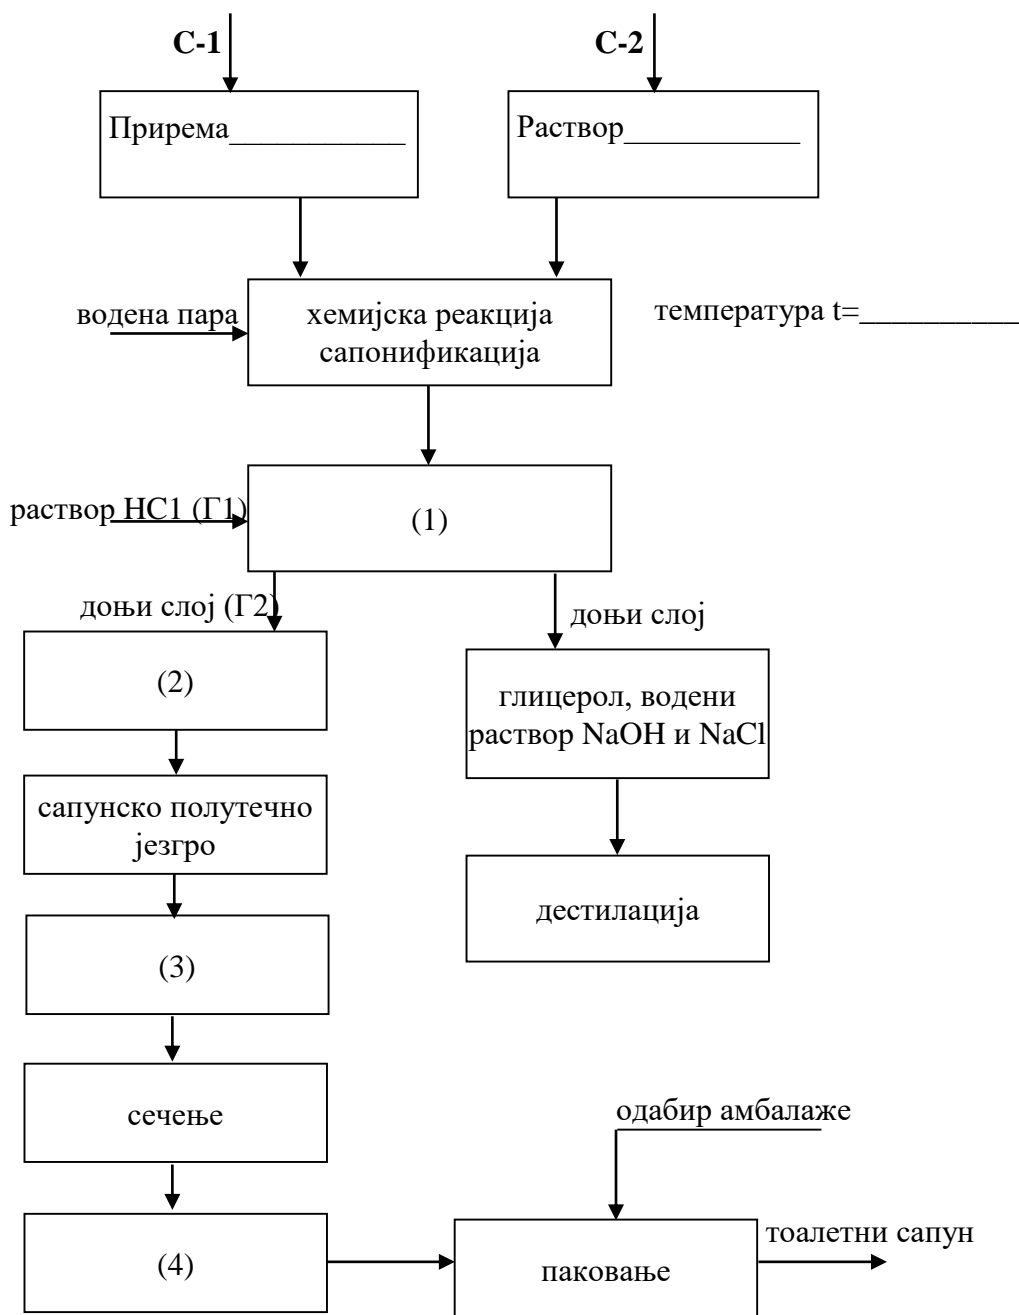 С-1
С-2
Прирема___________
Раствор___________
водена пара
хемијска реакција
сапонификација
температура t=__________
раствор НС1 (Г1)
(1)
доњи слој (Г2)
доњи слој
(2)
глицерол, водени
раствор NaOH и NaCl
сапунско полутечно
језгро
(3)
дестилација
сечење
одабир амбалаже
(4)
паковање
тоалетни сапун